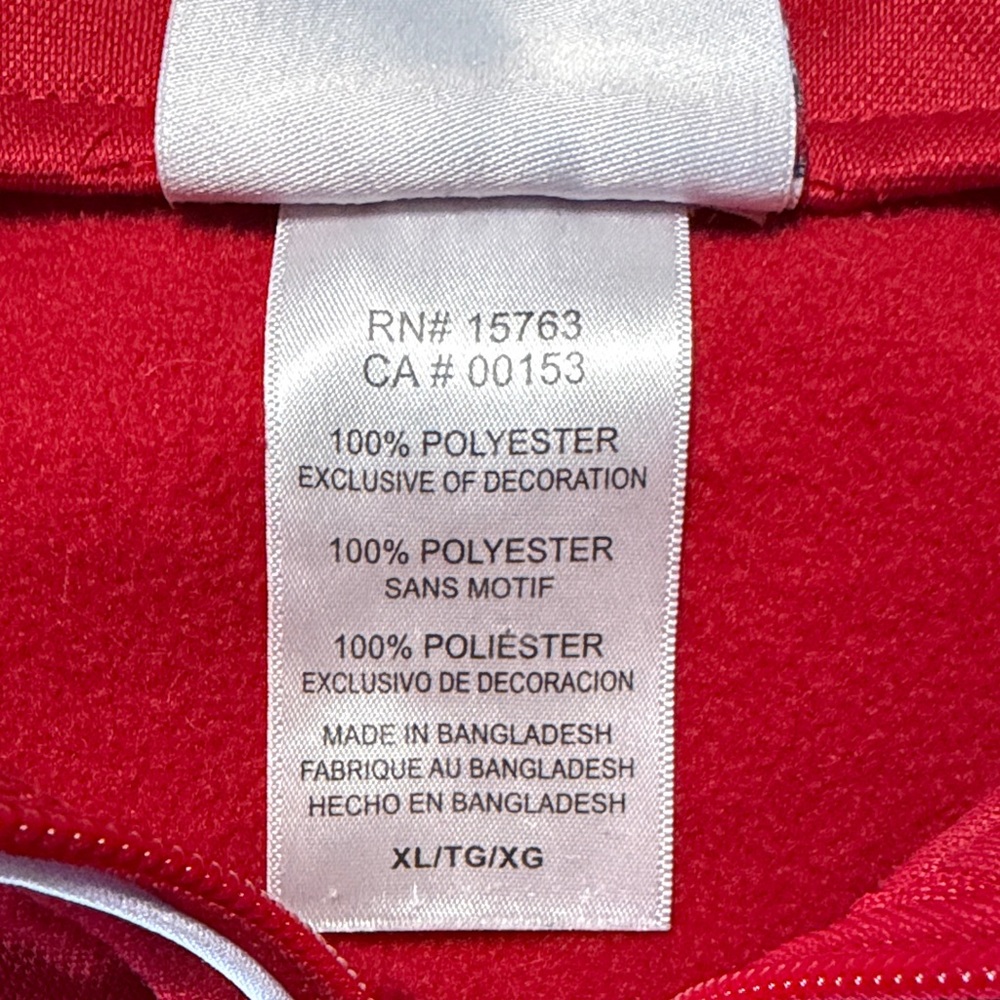 RN# 15763
CA # 00153
100% POLYESTER
EXCLUSIVE OF DECORATION
100% POLYESTER
SANS MOTIF
100% POLIÉSTER
EXCLUSIVO DE DECORACION
MADE IN BANGLADESH
FABRIQUE AU BANGLADESH
HECHO EN BANGLADESH
XL/TG/XG